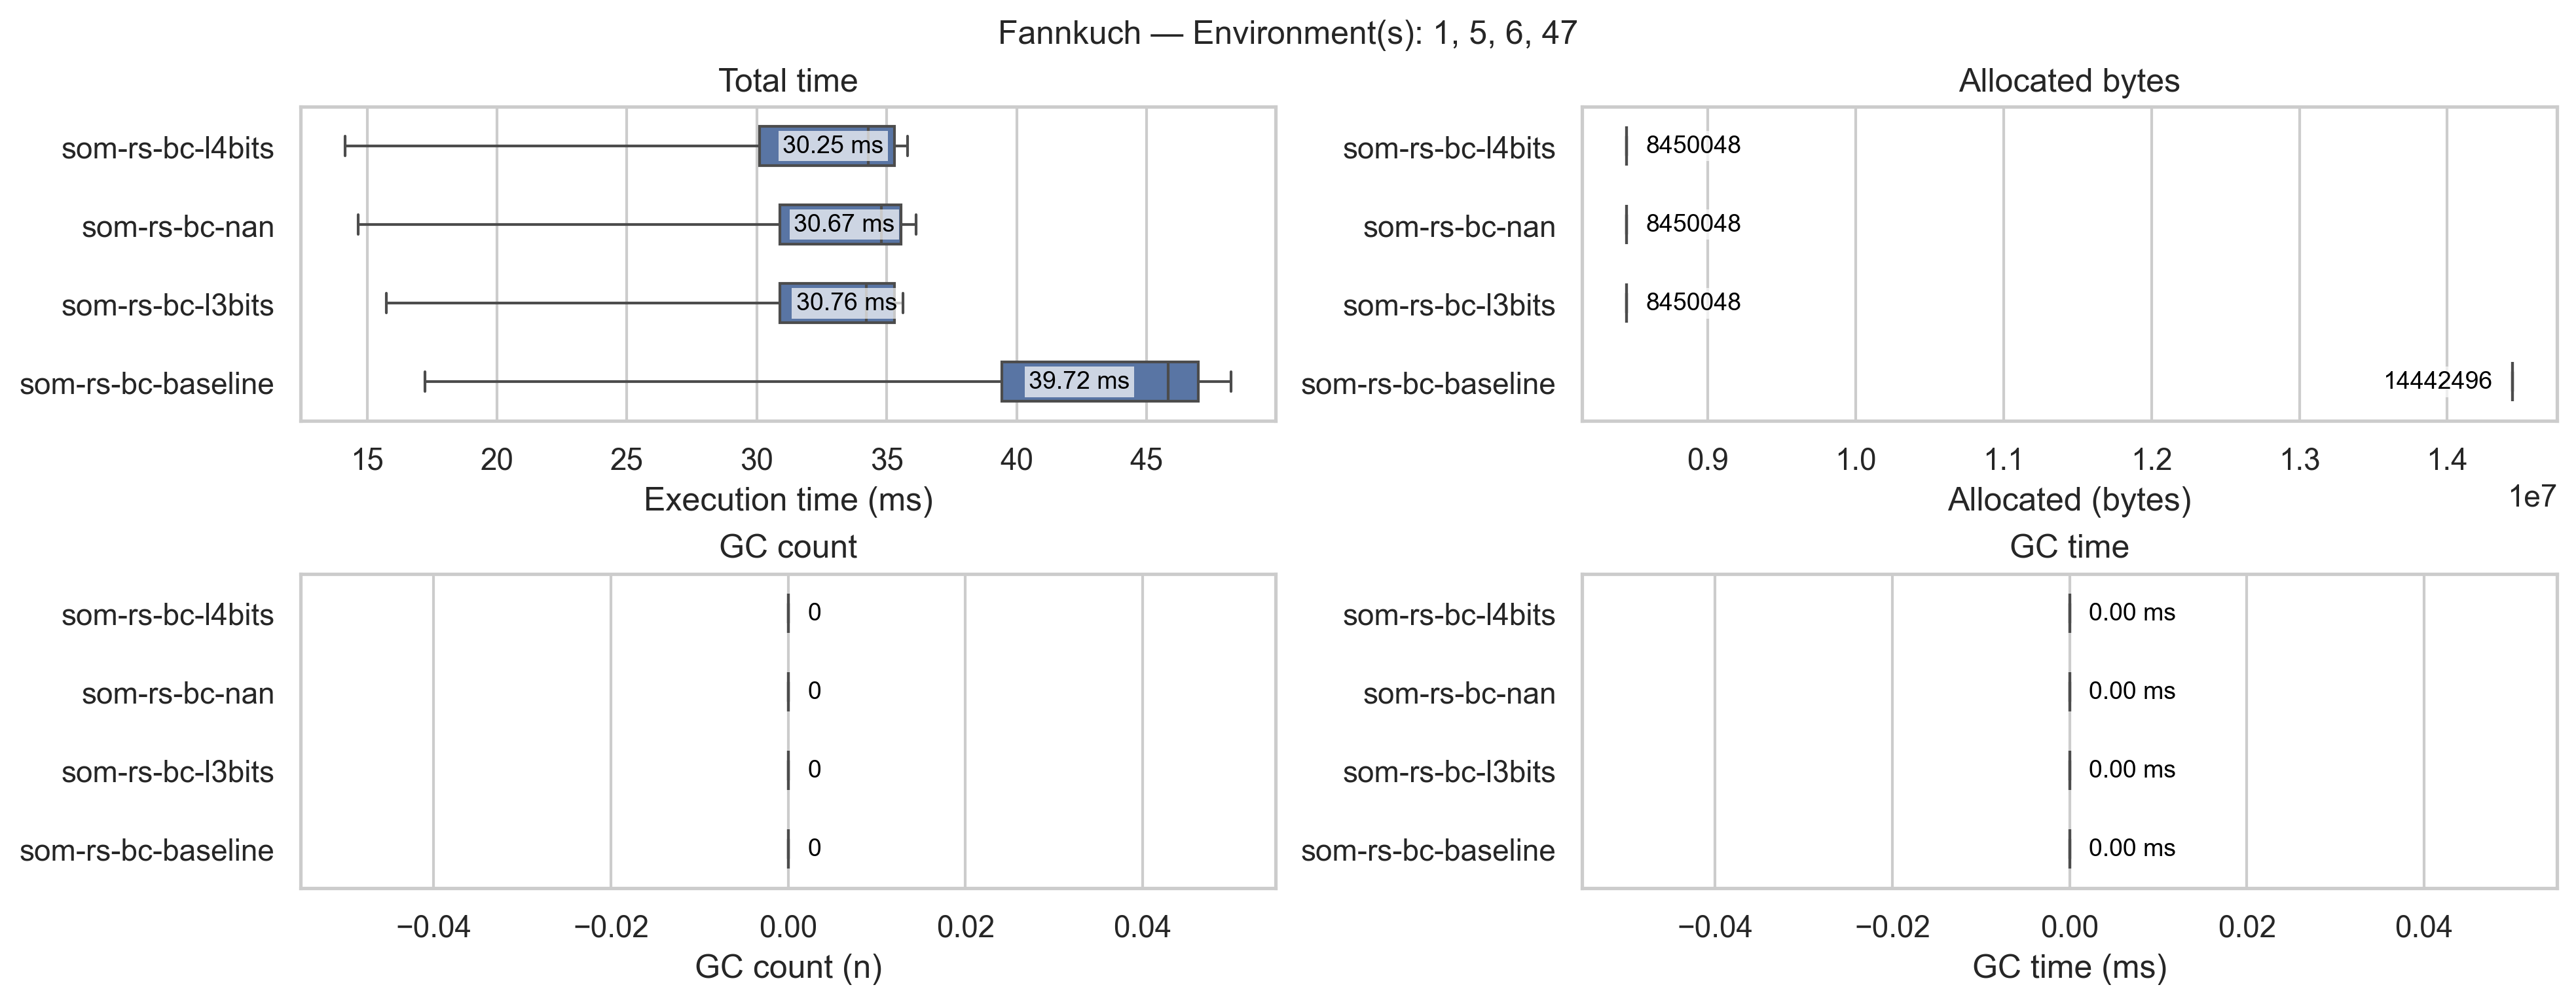 Fannkuch — Environment(s): 1, 5, 6, 47
Total time
som-rs-bc-l4bits
30.25 ms
som-rs-bc-nan
30.67 ms
som-rs-bc-l3bits
30.76 ms
som-rs-bc-baseline
39.72 ms
15 20 25 30 35 40 45
Execution time (ms)
Allocated bytes
som-rs-bc-l4bits
8450048
som-rs-bc-nan
8450048
som-rs-bc-l3bits
8450048
som-rs-bc-baseline
14442496
0.9 1.0 1.1 1.2 1.3 1.4
1e7
Allocated (bytes)
GC count
som-rs-bc-l4bits
0
som-rs-bc-nan
0
som-rs-bc-l3bits
0
som-rs-bc-baseline
0
−0.04 −0.02 0.00 0.02 0.04
GC count (n)
GC time
som-rs-bc-l4bits
0.00 ms
som-rs-bc-nan
0.00 ms
som-rs-bc-l3bits
0.00 ms
som-rs-bc-baseline
0.00 ms
−0.04 −0.02 0.00 0.02 0.04
GC time (ms)